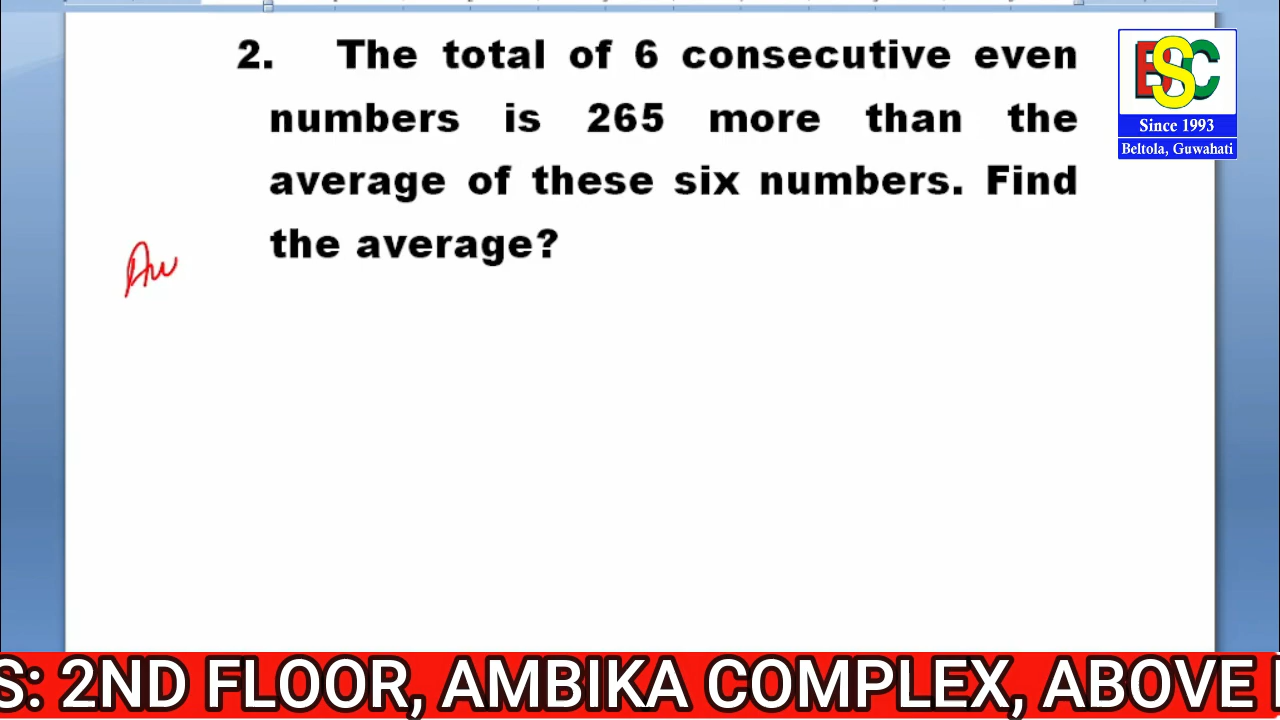 2. The total of 6 consecutive even
numbers is 265 more than the
average of these six numbers. Find
the average?
BSC
Since 1993
Beltola, Guwahati
S: 2ND FLOOR, AMBIKA COMPLEX, ABOVE